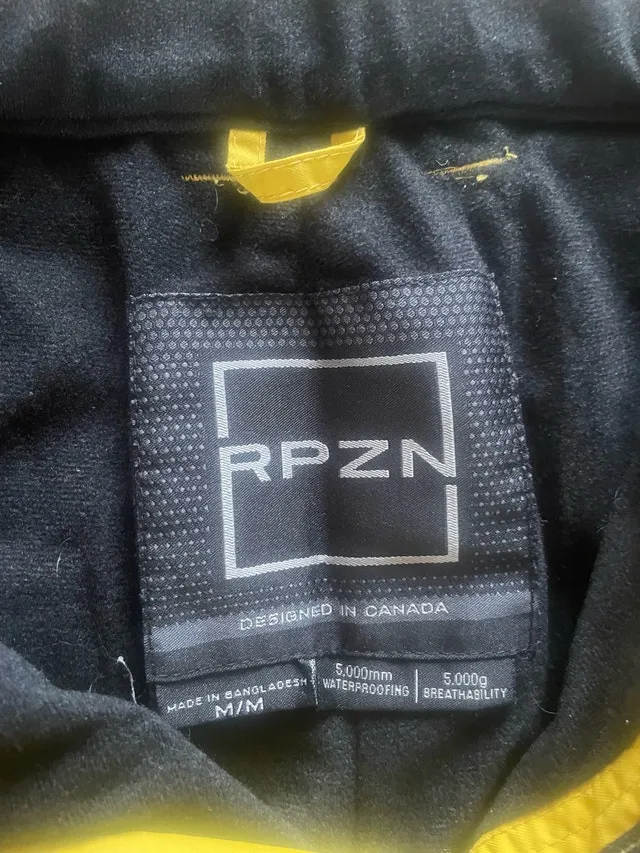 RPZN
DESIGNED IN CANADA
MADE IN BANGLADESH
M/M
5.000mm
WATERPROOFING
5.000g
BREATHABILITY